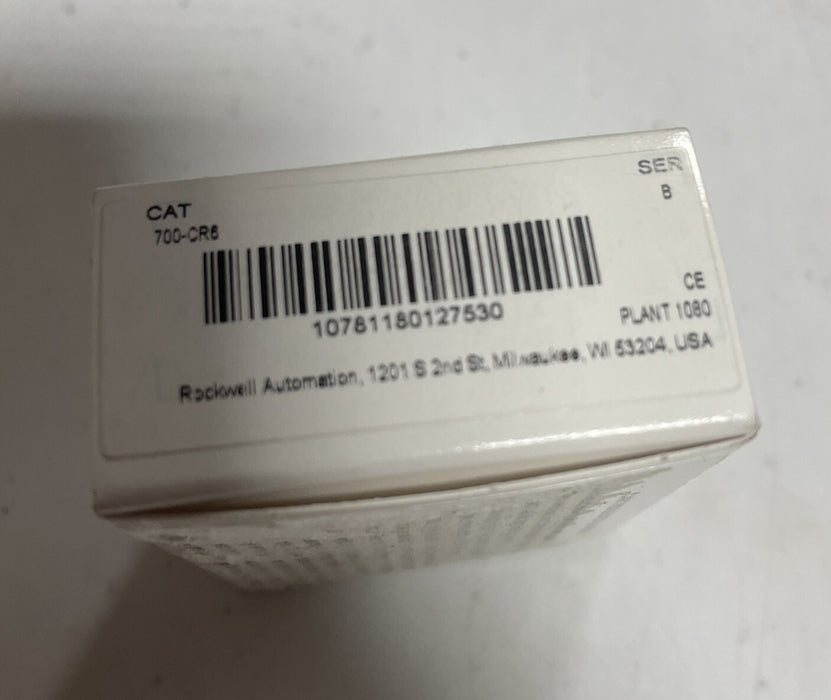 CAT
SER
700-CR6
B
10781180127530
CE
PLANT 1080
Rockwell Automation, 1201 S 2nd St, Milwaukee, WI 53204, USA